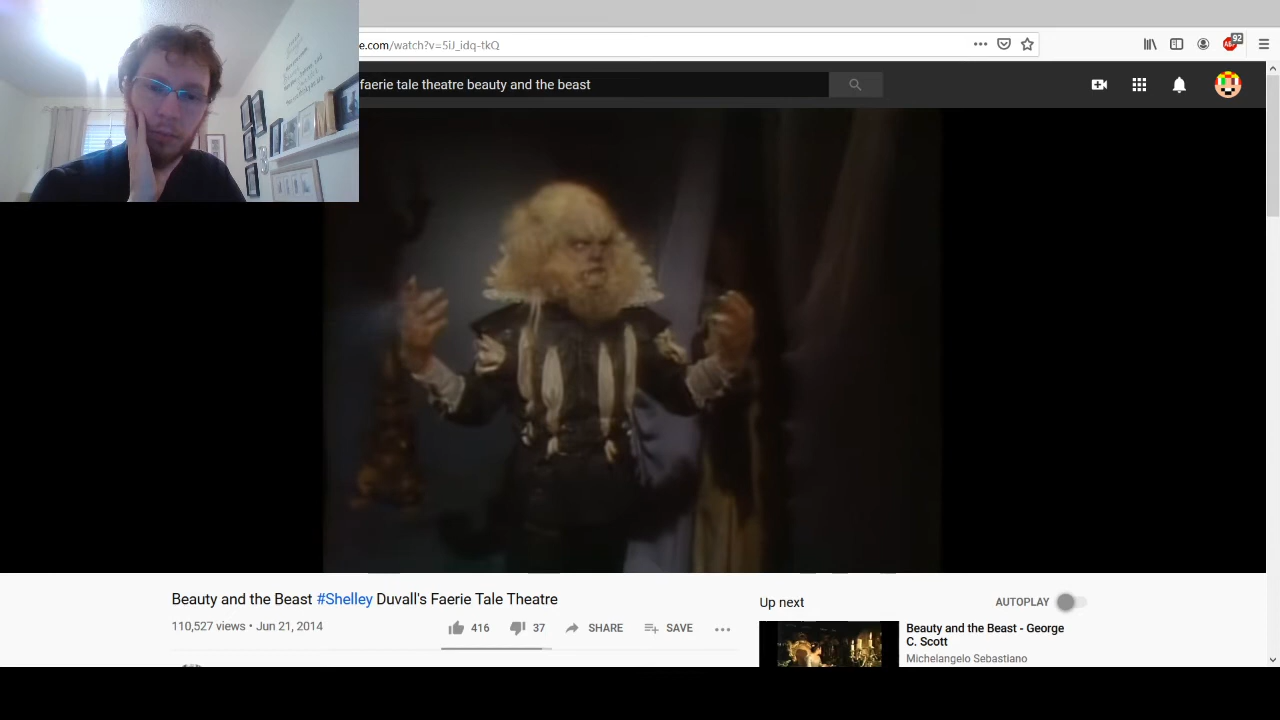 e.com/watch?v=5iJ_idq-tkQ
92
faerie tale theatre beauty and the beast
Beauty and the Beast #Shelley Duvall's Faerie Tale Theatre
110,527 views • Jun 21, 2014
416
37
SHARE
SAVE
Up next
AUTOPLAY
Beauty and the Beast - George
C. Scott
Michelangelo Sebastiano